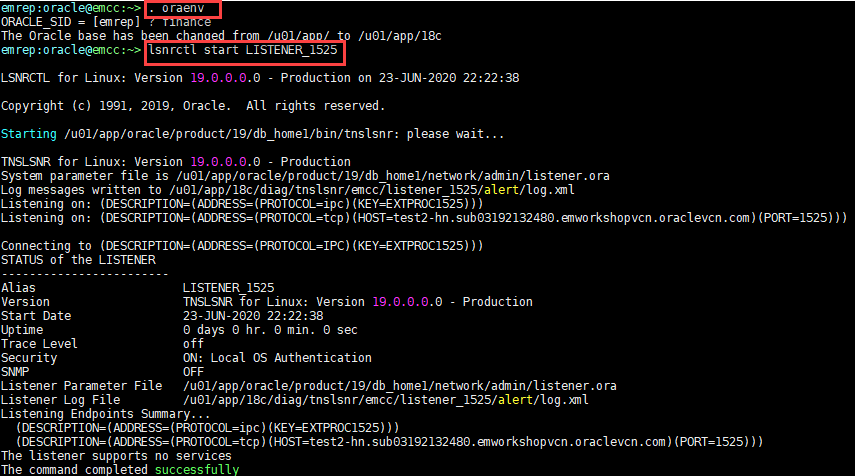 emrep:oracle@emcc:~> . oraenv
ORACLE_SID = [emrep] ? finance
The Oracle base has been changed from /u01/app/ to /u01/app/18c
emrep:oracle@emcc:~> lsnrctl start LISTENER_1525
LSNRCTL for Linux: Version 19.0.0.0.0 - Production on 23-JUN-2020 22:22:38
Copyright (c) 1991, 2019, Oracle.  All rights reserved.
Starting /u01/app/oracle/product/19/db_home1/bin/tnslsnr: please wait...
TNSLSNR for Linux: Version 19.0.0.0.0 - Production
System parameter file is /u01/app/oracle/product/19/db_home1/network/admin/listener.ora
Log messages written to /u01/app/18c/diag/tnslsnr/emcc/listener_1525/alert/log.xml
Listening on: (DESCRIPTION=(ADDRESS=(PROTOCOL=ipc)(KEY=EXTPROC1525)))
Listening on: (DESCRIPTION=(ADDRESS=(PROTOCOL=tcp)(HOST=test2-hn.sub03192132480.emworkshopvcn.oraclevcn.com)(PORT=1525)))
Connecting to (DESCRIPTION=(ADDRESS=(PROTOCOL=IPC)(KEY=EXTPROC1525)))
STATUS of the LISTENER
------------------------
Alias                     LISTENER_1525
Version                   TNSLSNR for Linux: Version 19.0.0.0.0 - Production
Start Date                23-JUN-2020 22:22:38
Uptime                    0 days 0 hr. 0 min. 0 sec
Trace Level               off
Security                  ON: Local OS Authentication
SNMP                      OFF
Listener Parameter File   /u01/app/oracle/product/19/db_home1/network/admin/listener.ora
Listener Log File         /u01/app/18c/diag/tnslsnr/emcc/listener_1525/alert/log.xml
Listening Endpoints Summary...
  (DESCRIPTION=(ADDRESS=(PROTOCOL=ipc)(KEY=EXTPROC1525)))
  (DESCRIPTION=(ADDRESS=(PROTOCOL=tcp)(HOST=test2-hn.sub03192132480.emworkshopvcn.oraclevcn.com)(PORT=1525)))
The listener supports no services
The command completed successfully